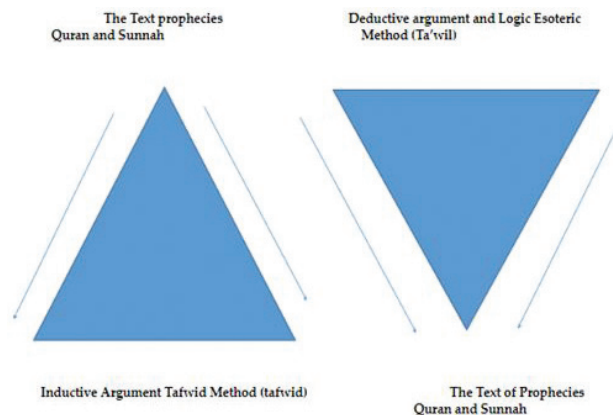 The Text prophecies
Quran and Sunnah
Deductive argument and Logic Esoteric
Method (Ta'wil)
Inductive Argument Tafwid Method (tafwid)
The Text of Prophecies
Quran and Sunnah